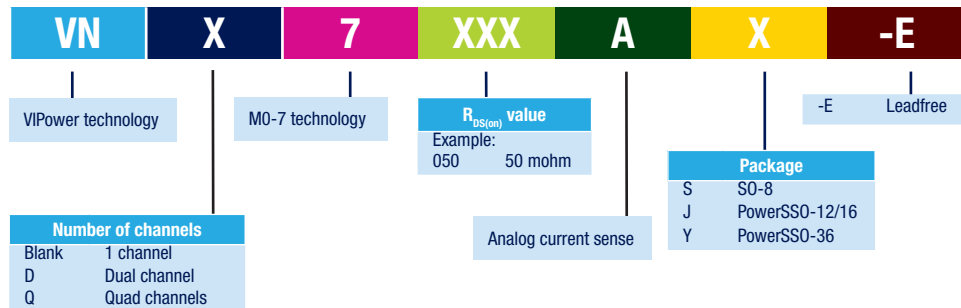 VN X 7 XXX A X -E
VIPower technology
M0-7 technology
RDS(on) value
Example:
050 50 mohm
-E Leadfree
Package
S SO-8
J PowerSSO-12/16
Y PowerSSO-36
Analog current sense
Number of channels
Blank 1 channel
D Dual channel
Q Quad channels